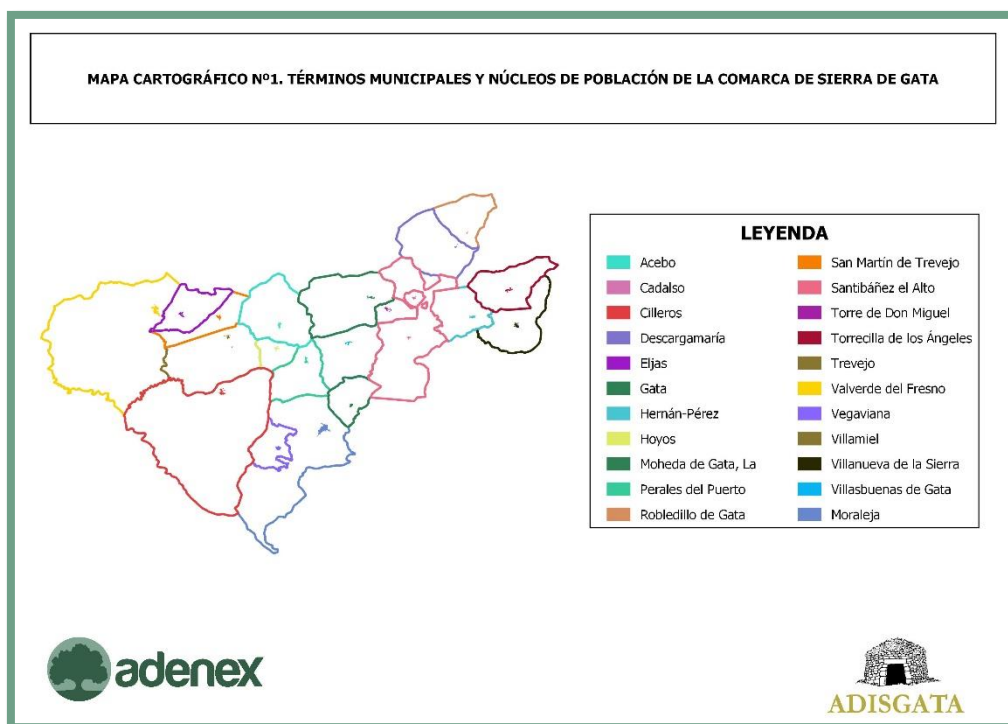 MAPA CARTOGRÁFICO Nº1. TÉRMINOS MUNICIPALES Y NÚCLEOS DE POBLACIÓN DE LA COMARCA DE SIERRA DE GATA
LEYENDA
Acebo
Cadalso
Cilleros
Descargamaría
Eljas
Gata
Hernán-Pérez
Hoyos
Moheda de Gata, La
Perales del Puerto
Robledillo de Gata
San Martín de Trevejo
Santibáñez el Alto
Torre de Don Miguel
Torrecilla de los Ángeles
Trevejo
Valverde del Fresno
Vegaviana
Villamiel
Villanueva de la Sierra
Villasbuenas de Gata
Moraleja
adenex
ADISGATA